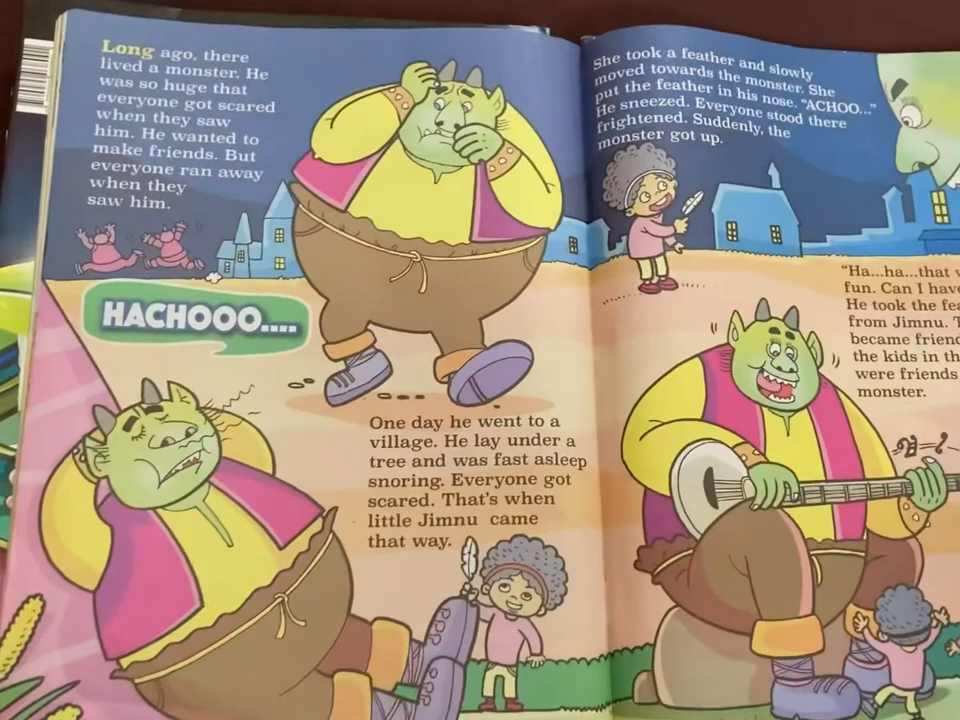 Long ago, there
lived a monster. He
was so huge that
everyone got scared
when they saw
him. He wanted to
make friends. But
everyone ran away
when they
saw him.
HACHOOO....
One day he went to a
village. He lay under a
tree and was fast asleep
snoring. Everyone got
scared. That's when
little Jimnu came
that way.
She took a feather and slowly
moved towards the monster. She
put the feather in his nose. "ACHOO..."
He sneezed. Everyone stood there
frightened. Suddenly, the
monster got up.
"Ha...ha...that
fun. Can I have
He took the
from Jimnu.
became
the kids in
were friends
monster.